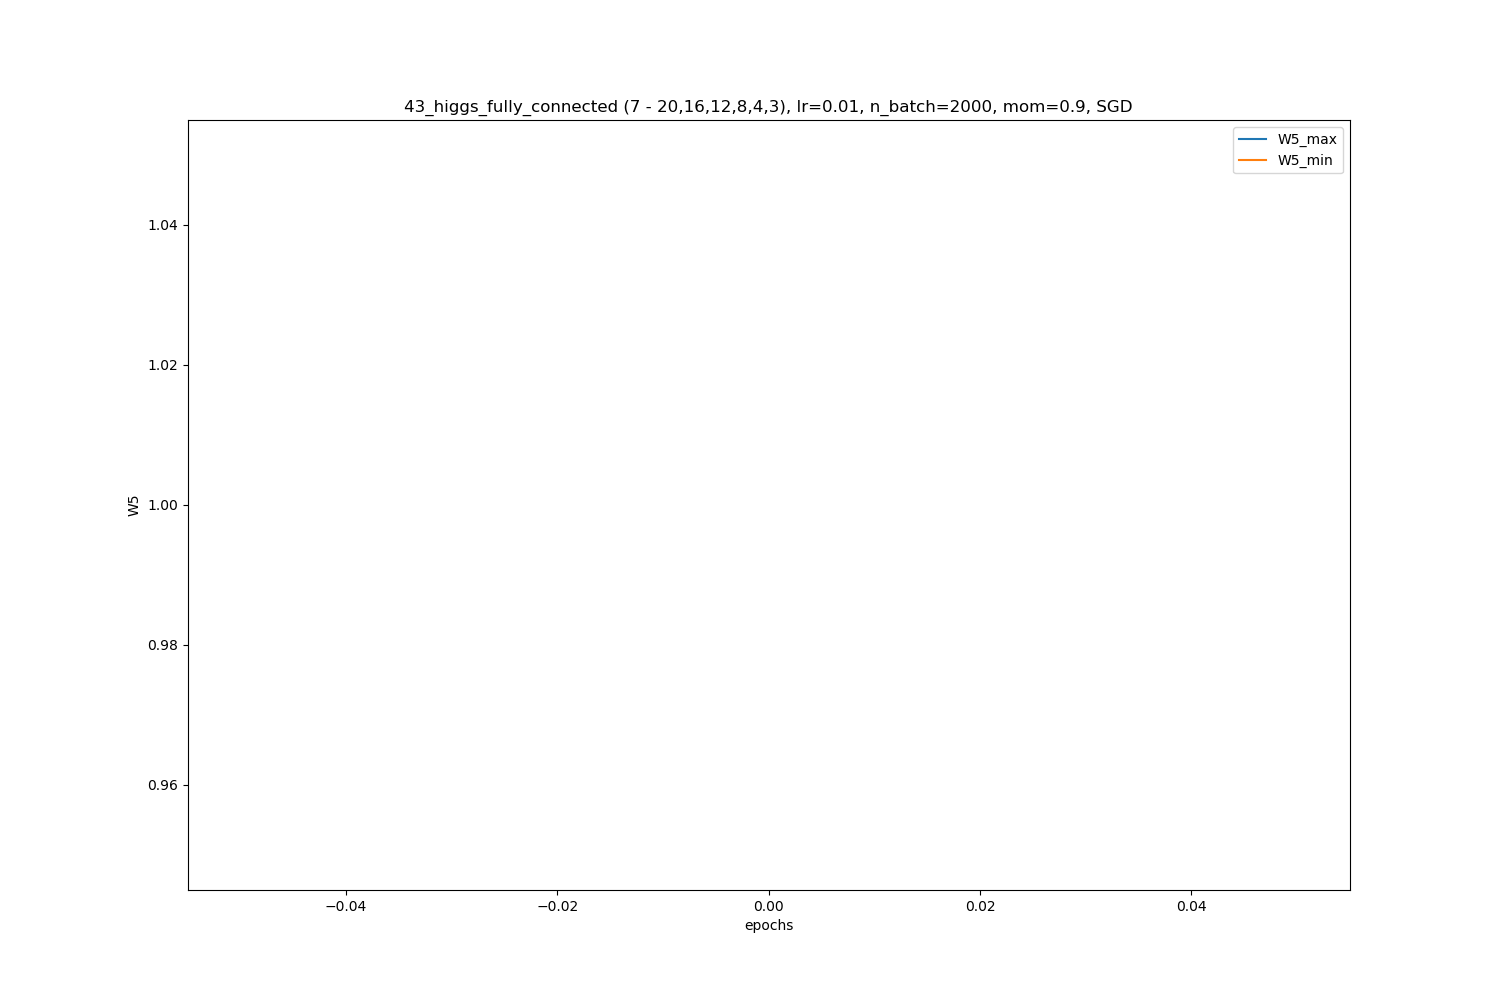 43_higgs_fully_connected (7 - 20,16,12,8,4,3), lr=0.01, n_batch=2000, mom=0.9, SGD
W5_max
W5_min
1.04
1.02
1.00
0.98
0.96
W5
−0.04
−0.02
0.00
0.02
0.04
epochs